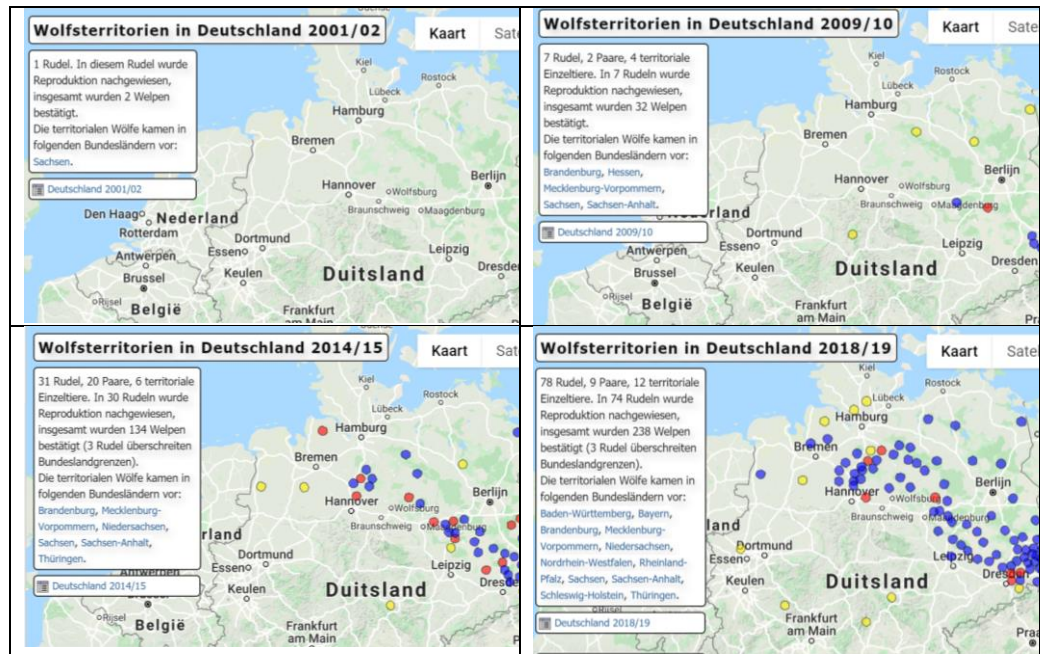 Wolfsterritorien in Deutschland 2001/02
Kaart
1 Rudel. In diesem Rudel wurde
Reproduktion nachgewiesen,
insgesamt wurden 2 Welpen
bestätigt.
Die territorialen Wölfe kamen in
folgenden Bundesländern vor:
Sachsen.
Deutschland 2001/02
Kiel
Rostock
Lübeck
Hamburg
Bremen
Berlijn
Hannover
Wolfsburg
Braunschweig
Maagdenburg
Den Haag
Nederland
Rotterdam
Dortmund
Essen
Leipzig
Antwerpen
Keulen
Duitsland
Brussel
Rijsel
België
Frankfurt
am Main
Wolfsterritorien in Deutschland 2009/10
Kaart
7 Rudel, 2 Paare, 4 territoriale
Einzeltiere. In 7 Rudeln wurde
Reproduktion nachgewiesen,
insgesamt wurden 32 Welpen
bestätigt.
Die territorialen Wölfe kamen in
folgenden Bundesländern vor:
Brandenburg, Hessen,
Mecklenburg-Vorpommern,
Sachsen, Sachsen-Anhalt.
Deutschland 2009/10
Kiel
Rostock
Lübeck
Hamburg
Bremen
Berlijn
Hannover
Wolfsburg
Braunschweig
Maagdenburg
Rotterdam
Dortmund
Essen
Leipzig
Antwerpen
Keulen
Duitsland
Dresden
Brussel
Rijsel
België
Frankfurt
am Main
Wolfsterritorien in Deutschland 2014/15
Kaart
31 Rudel, 20 Paare, 6 territoriale
Einzeltiere. In 30 Rudeln wurde
Reproduktion nachgewiesen,
insgesamt wurden 134 Welpen
bestätigt (3 Rudel überschreiten
Bundeslandgrenzen).
Die territorialen Wölfe kamen in
folgenden Bundesländern vor:
Brandenburg, Mecklenburg-
Vorpommern, Niedersachsen,
Sachsen, Sachsen-Anhalt,
Thüringen.
Deutschland 2014/15
Kiel
Rostock
Lübeck
Hamburg
Bremen
Berlijn
Hannover
Braunschweig
Dortmund
Essen
Leipzig
Keulen
Duitsland
Brussel
Rijsel
België
Frankfurt
am Main
Wolfsterritorien in Deutschland 2018/19
Kaart
78 Rudel, 9 Paare, 12 territoriale
Einzeltiere. In 74 Rudeln wurde
Reproduktion nachgewiesen,
insgesamt wurden 238 Welpen
bestätigt (3 Rudel überschreiten
Bundeslandgrenzen).
Die territorialen Wölfe kamen in
folgenden Bundesländern vor:
Baden-Württemberg, Bayern,
Brandenburg, Mecklenburg-
Vorpommern, Niedersachsen,
Nordrhein-Westfalen, Rheinland-
Pfalz, Sachsen, Sachsen-Anhalt,
Schleswig-Holstein, Thüringen.
Deutschland 2018/19
Kiel
Rostock
Lübeck
Hamburg
Bremen
Berlijn
Hannover
Wolfsburg
Braunschweig
Dortmund
Essen
Leipzig
Keulen
Duitsland
Rijsel
België
Frankfurt
am Main